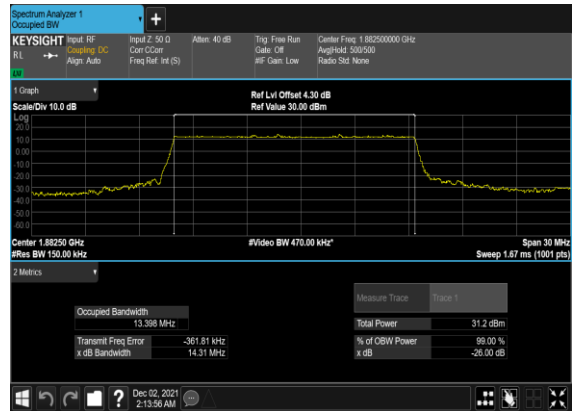 Spectrum Analyzer 1
Occupied BW
+
KEYSIGHT Input: RF Input Z: 50 Ω Atten: 40 dB Trig: Free Run Center Freq: 1.882500000 GHz
RL Coupling: DC Corr CCorr Gate: Off Avg|Hold: 500/500
Align: Auto Freq Ref: Int (S) #IF Gain: Low Radio Std: None
1 Graph
Ref Lvl Offset 4.30 dB
Scale/Div 10.0 dB Ref Value 30.00 dBm
Log
20.0
10.0
0.00
-10.0
-20.0
-30.0
-40.0
-50.0
-60.0
Center 1.88250 GHz #Video BW 470.00 kHz* Span 30 MHz
#Res BW 150.00 kHz Sweep 1.67 ms (1001 pts)
2 Metrics
Measure Trace Trace 1
Occupied Bandwidth
13.398 MHz Total Power 31.2 dBm
Transmit Freq Error -361.81 kHz % of OBW Power 99.00 %
x dB Bandwidth 14.31 MHz x dB -26.00 dB
? Dec 02, 2021
2:13:56 AM